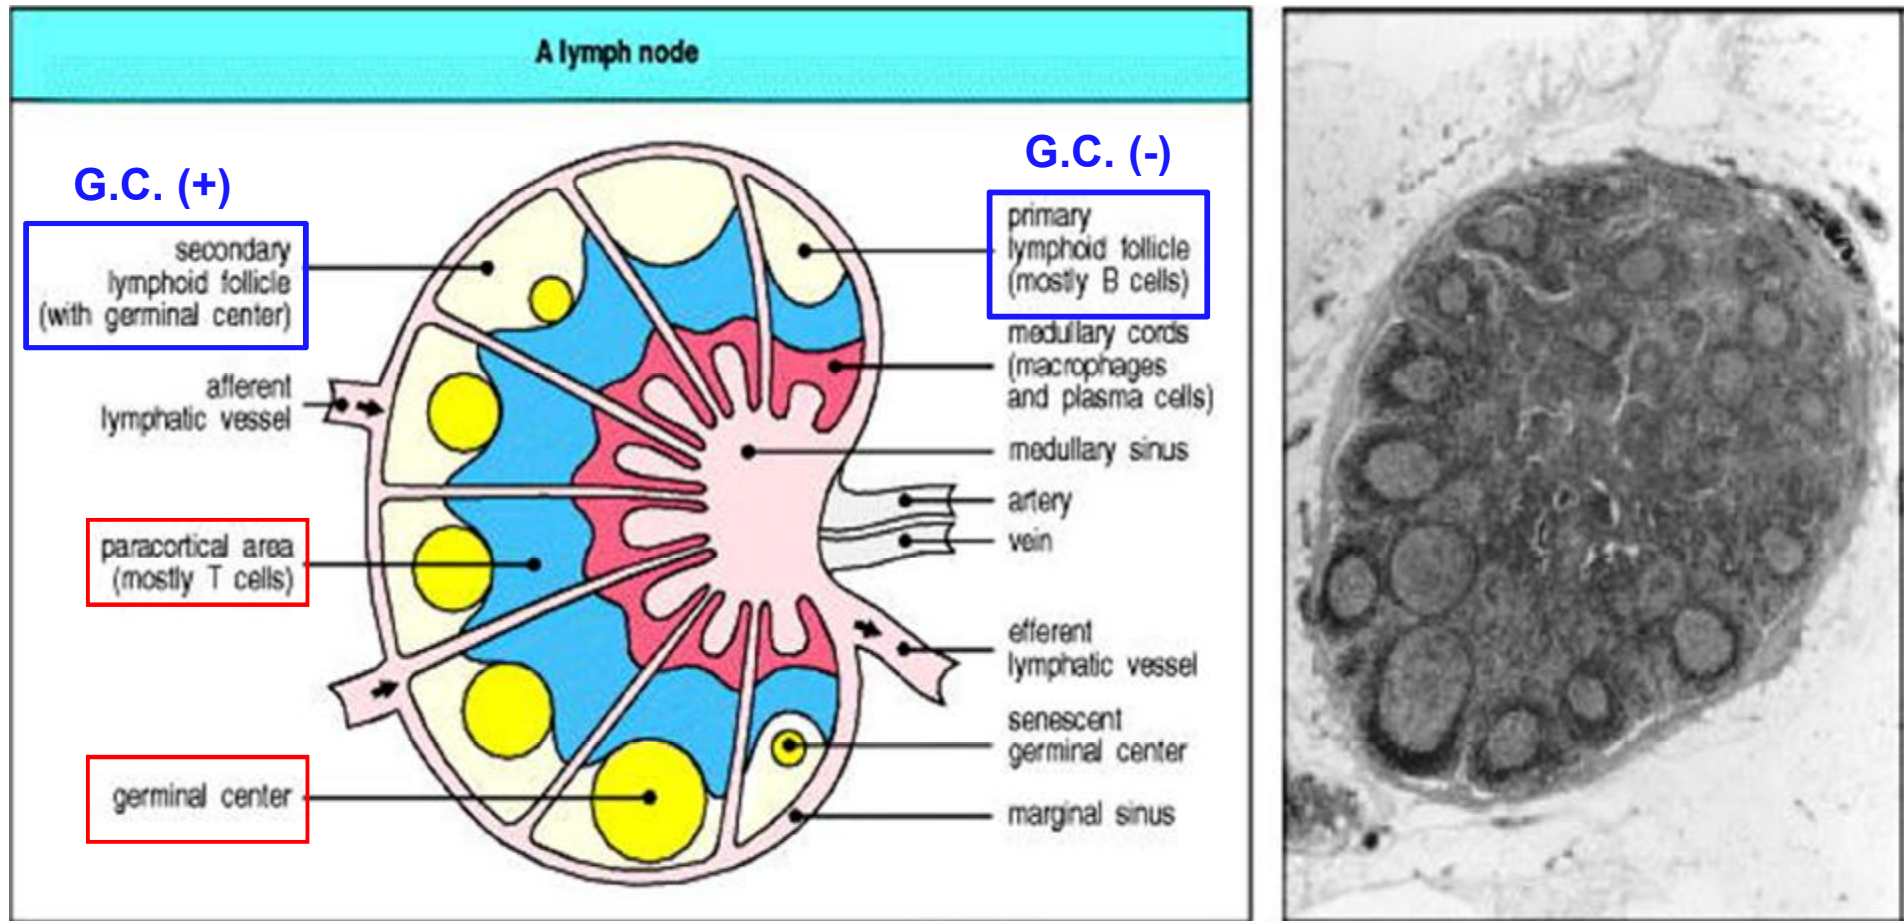 A lymph node
G.C. (+)
secondary
lymphoid follicle
(with germinal center)
afferent
lymphatic vessel
paracortical area
(mostly T cells)
germinal center
G.C. (-)
primary
lymphoid follicle
(mostly B cells)
medullary cords
(macrophages
and plasma cells)
medullary sinus
artery
vein
efferent
lymphatic vessel
senescent
germinal center
marginal sinus